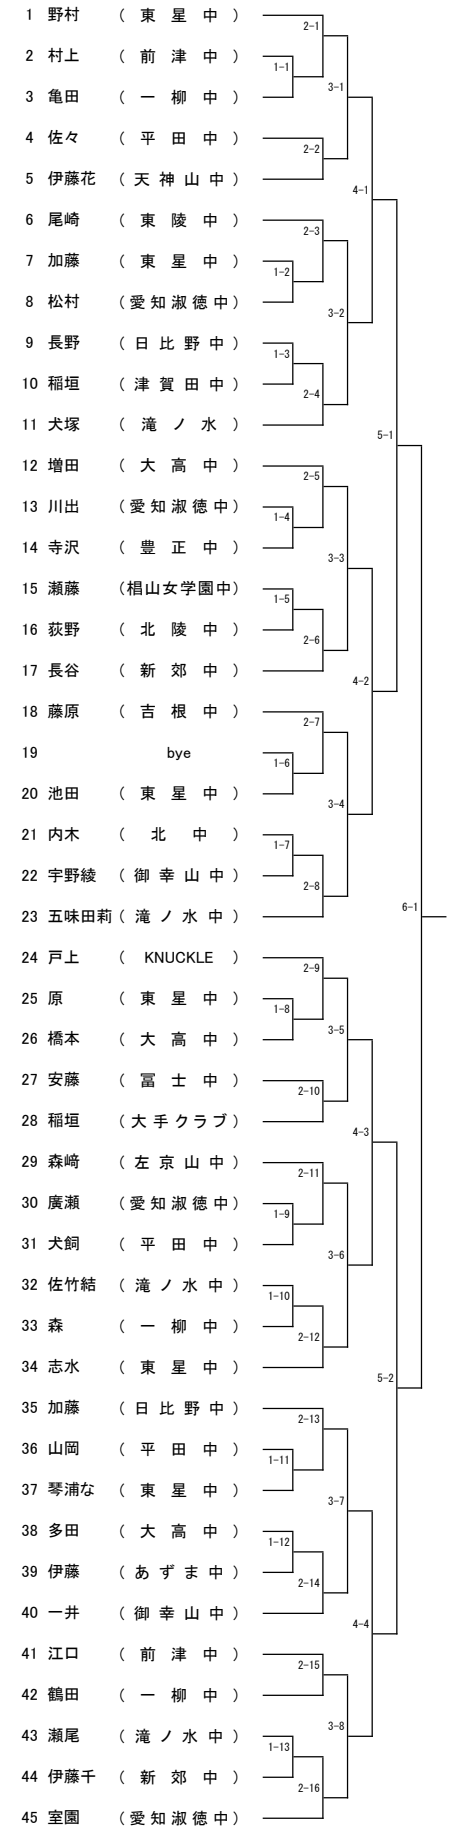 1 野村 ( 東 星 中 )
2-1
2 村上 ( 前 津 中 )
1-1
3-1
3 亀田 ( 一 柳 中 )
4 佐々 ( 平 田 中 )
2-2
5 伊藤花 ( 天 神 山 中 )
4-1
6 尾崎 ( 東 陵 中 )
2-3
7 加藤 ( 東 星 中 )
1-2
8 松村 (愛 知 淑 徳 中 )
3-2
9 長野 ( 日 比 野 中 )
1-3
10 稲垣 ( 津 賀 田 中 )
2-4
11 犬塚 ( 滝 ノ 水 )
5-1
12 増田 ( 大 高 中 )
2-5
13 川出 (愛 知 淑 徳 中 )
1-4
14 寺沢 ( 豊 正 中 )
3-3
15 瀬藤 (椙山女学園中)
1-5
16 荻野 ( 北 陵 中 )
2-6
17 長谷 ( 新 郊 中 )
4-2
18 藤原 ( 吉 根 中 )
2-7
19 bye
1-6
20 池田 ( 東 星 中 )
3-4
21 内木 ( 北 中 )
1-7
22 宇野綾 ( 御 幸 山 中 )
2-8
6-1
23 五味田莉 ( 滝 ノ 水 中 )
24 戸上 ( KNUCKLE )
2-9
25 原 ( 東 星 中 )
1-8
3-5
26 橋本 ( 大 高 中 )
27 安藤 ( 冨 士 中 )
2-10
28 稲垣 ( 大 手 クラブ )
4-3
29 森﨑 ( 左 京 山 中 )
2-11
30 廣瀬 (愛 知 淑 徳 中 )
1-9
31 犬飼 ( 平 田 中 )
3-6
32 佐竹結 ( 滝 ノ 水 中 )
1-10
33 森 ( 一 柳 中 )
2-12
34 志水 ( 東 星 中 )
5-2
35 加藤 ( 日 比 野 中 )
2-13
36 山岡 ( 平 田 中 )
1-11
37 琴浦な ( 東 星 中 )
3-7
38 多田 ( 大 高 中 )
1-12
39 伊藤 ( あ ず ま 中 )
2-14
40 一井 ( 御 幸 山 中 )
4-4
41 江口 ( 前 津 中 )
2-15
42 鶴田 ( 一 柳 中 )
3-8
43 瀬尾 ( 滝 ノ 水 中 )
1-13
44 伊藤千 ( 新 郊 中 )
2-16
45 室園 (愛 知 淑 徳 中 )